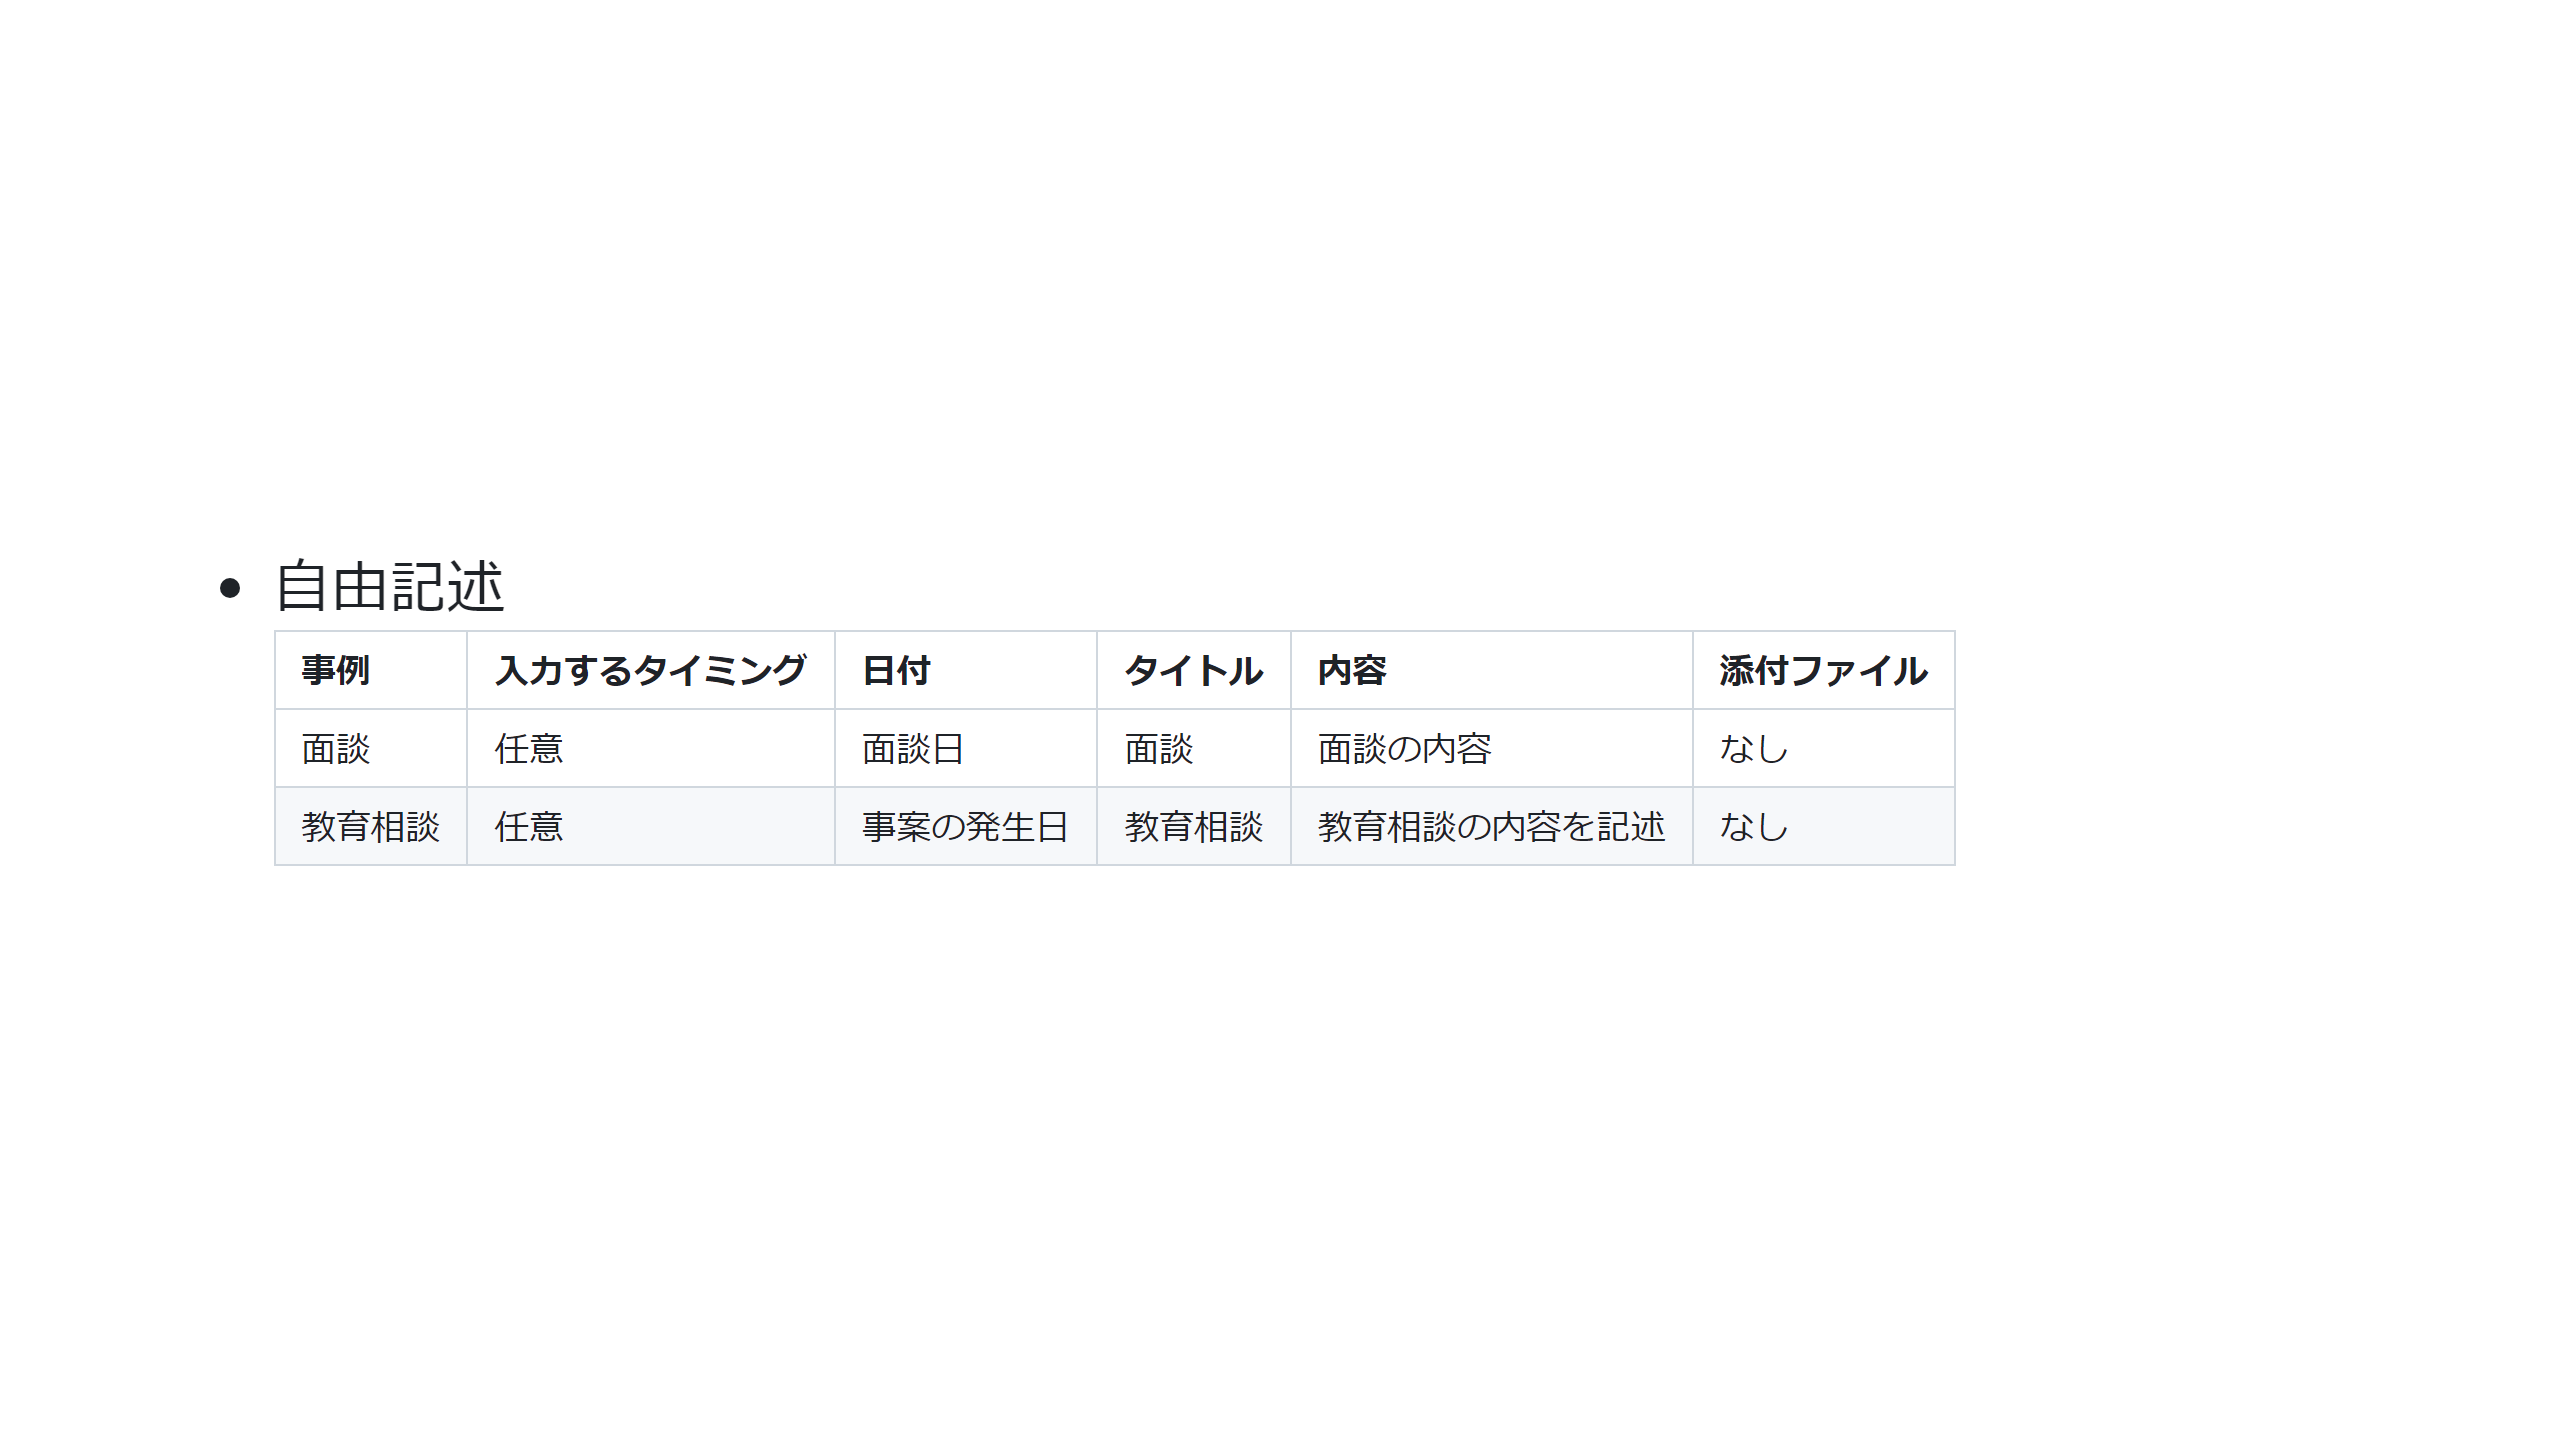 • 自由記述
事例 入力するタイミング 日付 タイトル 内容 添付ファイル
面談 任意 面談日 面談 面談の内容 なし
教育相談 任意 事案の発生日 教育相談 教育相談の内容を記述 なし